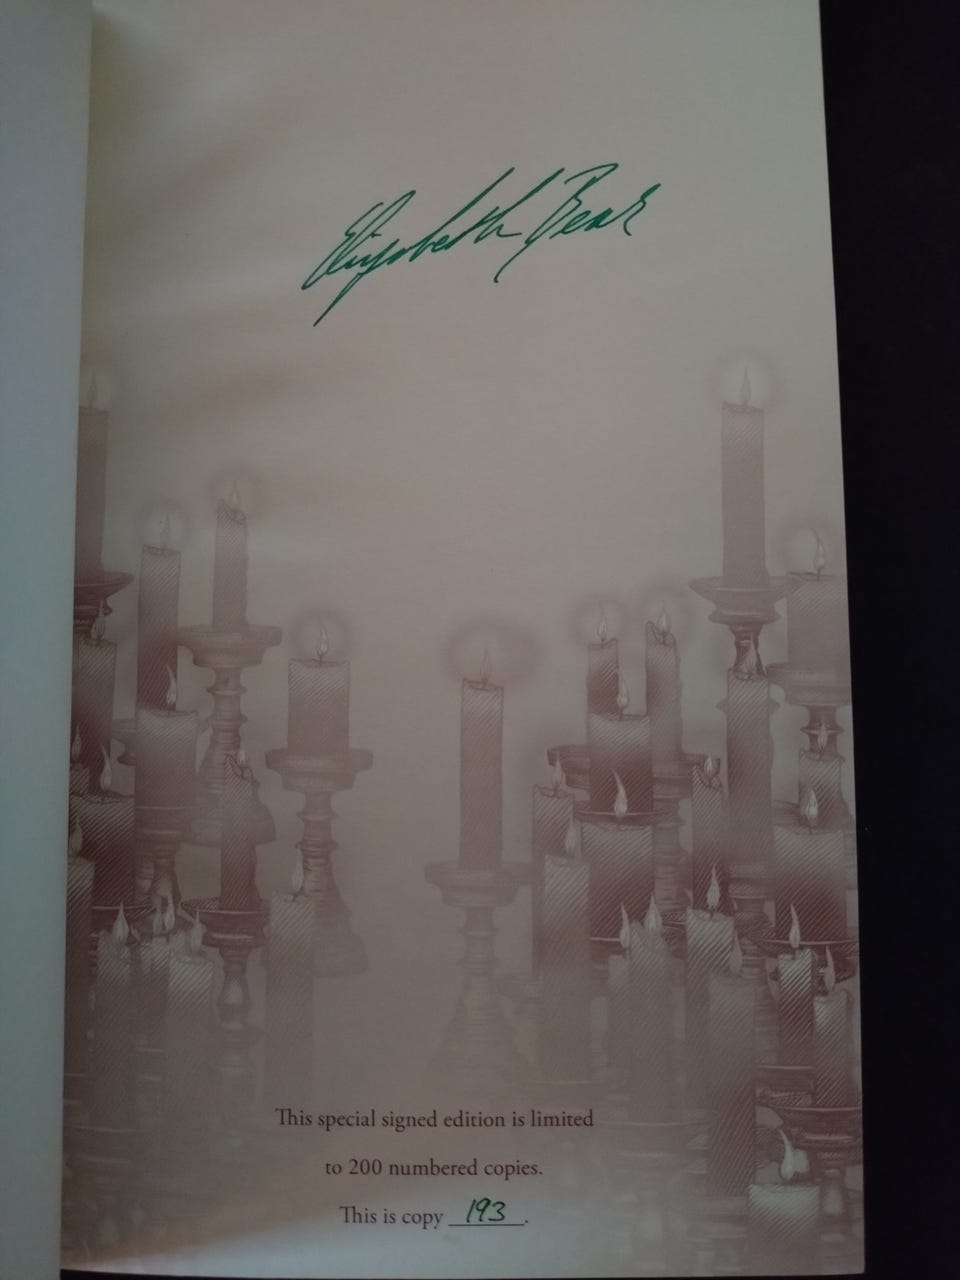 Elizabeth Bear
This special signed edition is limited
to 200 numbered copies.
This is copy 193.